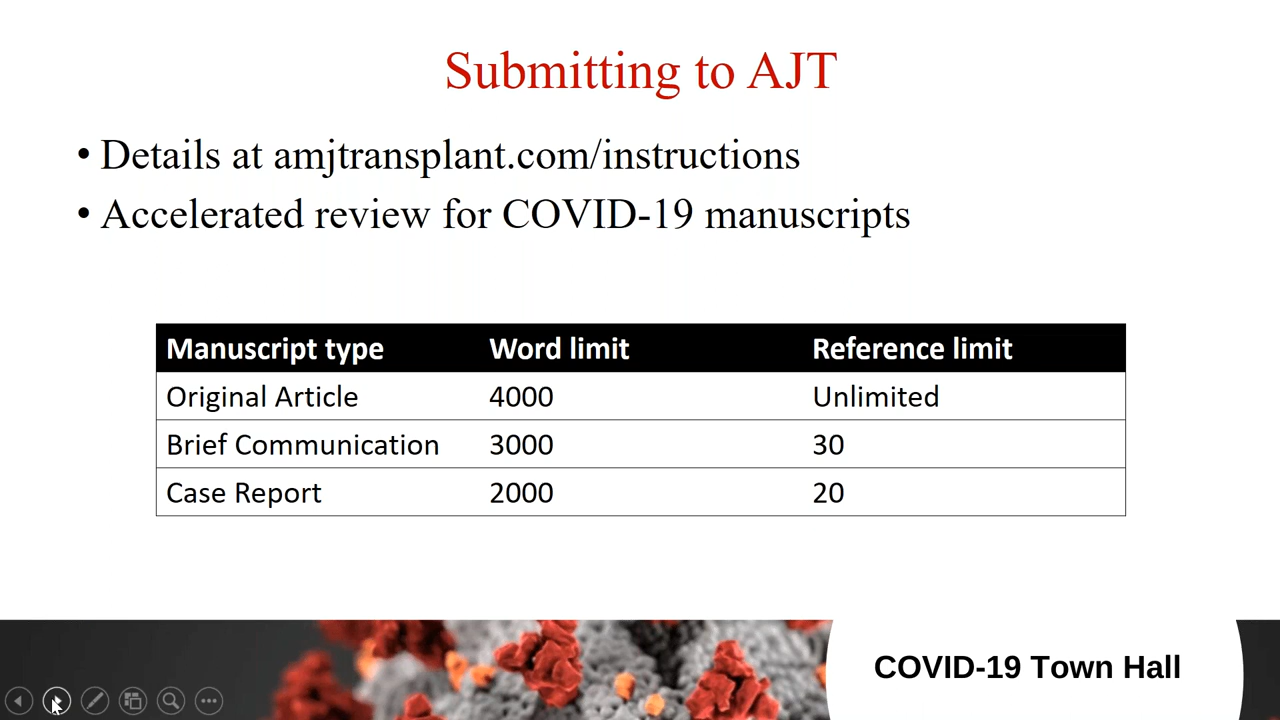 Submitting to AJT
• Details at amjtransplant.com/instructions
• Accelerated review for COVID-19 manuscripts
Manuscript type Word limit Reference limit
Original Article 4000 Unlimited
Brief Communication 3000 30
Case Report 2000 20
COVID-19 Town Hall